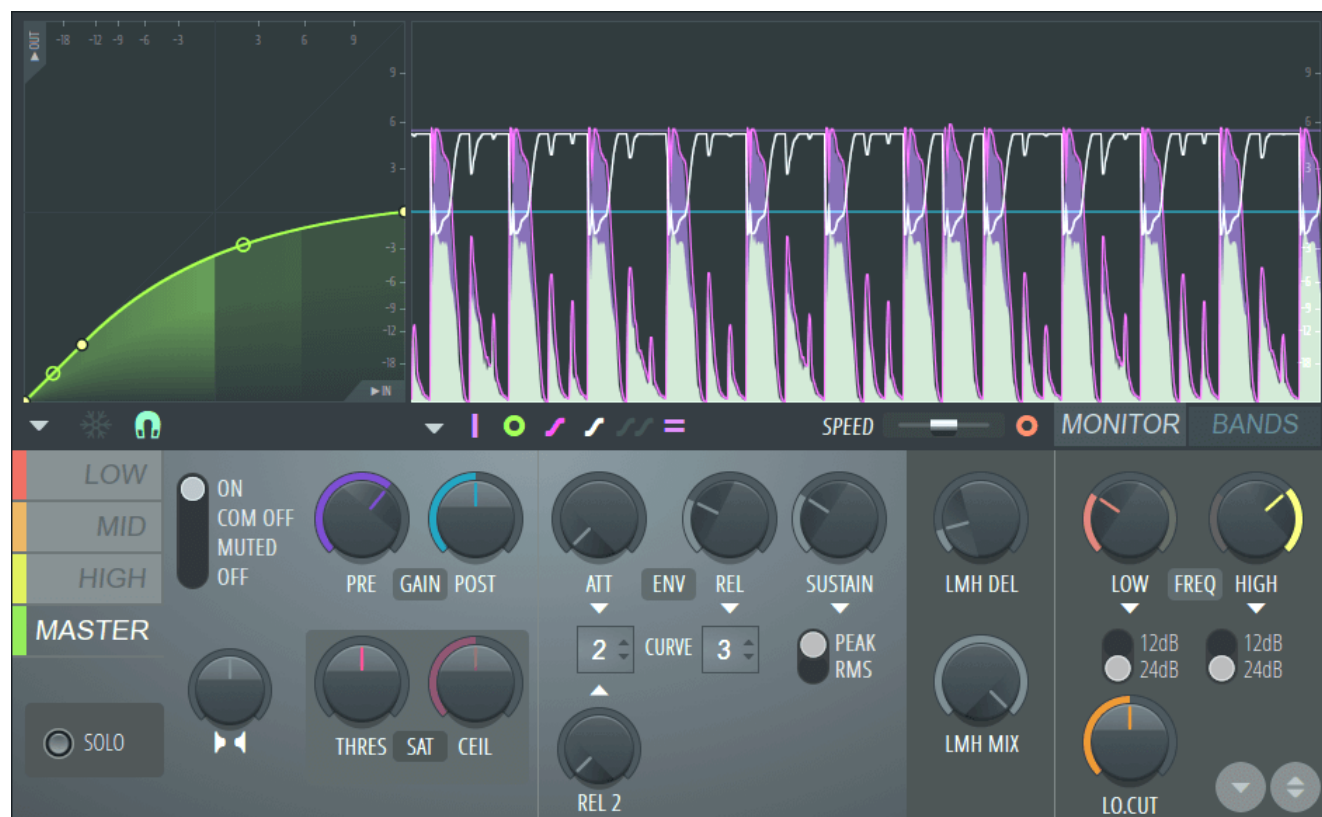 ▶OUT
-18 -12 -9 -6 -3 3 6 9
9
6
3
-3
-6
-9
-12
-18
▶IN
9
6
3
-3
-6
-9
-12
-18
SPEED
MONITOR BANDS
LOW
MID
HIGH
MASTER
SOLO
ON
COM OFF
MUTED
OFF
PRE GAIN POST
THRES SAT CEIL
ATT ENV REL SUSTAIN
2 CURVE 3
PEAK
RMS
REL 2
LMH DEL
LMH MIX
LOW FREQ HIGH
12dB 12dB
24dB 24dB
LO.CUT